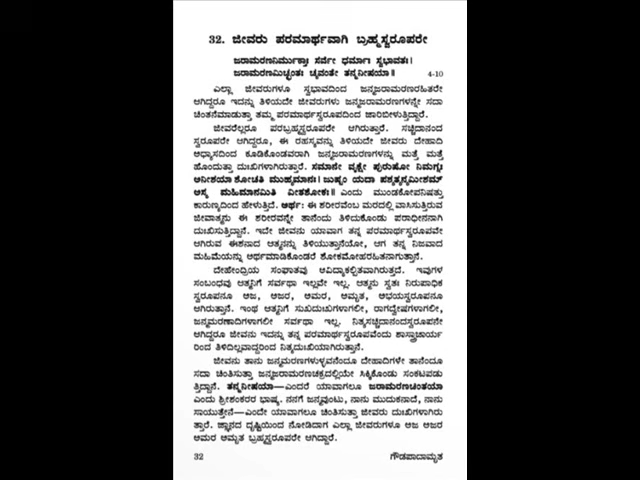 32. ಜೀವರು ಪರಮಾರ್ಥವಾಗಿ ಬ್ರಹ್ಮಸ್ವರೂಪರೇ
ಜರಾಮರಣನಿರ್ಮುಕ್ತಾಃ ಸರ್ವೇ ಧರ್ಮಾಃ ಸ್ವಭಾವತಃ।
ಜರಾಮರಣಮಿಚ್ಛಂತಃ ಚ್ಯವಂತೇ ತನ್ಮನೀಷಯಾ॥ 4-10
ಎಲ್ಲಾ ಜೀವರುಗಳೂ ಸ್ವಭಾವದಿಂದ ಜನ್ಮಜರಾಮರಣರಹಿತರೇ
ಆಗಿದ್ದರೂ ಇದನ್ನು ತಿಳಿಯದೇ ಜೀವರುಗಳು ಜನ್ಮಜರಾಮರಣಗಳನ್ನೇ ಸದಾ
ಚಿಂತನೆಮಾಡುತ್ತಾ ತಮ್ಮ ಪರಮಾರ್ಥಸ್ವರೂಪದಿಂದ ಜಾರಿಬೀಳುತ್ತಿದ್ದಾರೆ.
ಜೀವರೆಲ್ಲರೂ ಪರಬ್ರಹ್ಮಸ್ವರೂಪರೇ ಆಗಿರುತ್ತಾರೆ. ಸಚ್ಚಿದಾನಂದ
ಸ್ವರೂಪರೇ ಆಗಿದ್ದರೂ, ಈ ರಹಸ್ಯವನ್ನು ತಿಳಿಯದೇ ಜೀವರು ದೇಹಾದಿ
ಅಧ್ಯಾಸದಿಂದ ಕೂಡಿಕೊಂಡವರಾಗಿ ಜನ್ಮಜರಾಮರಣಗಳನ್ನು ಮತ್ತೆ ಮತ್ತೆ
ಹೊಂದುತ್ತಾ ದುಃಖಿಗಳಾಗಿರುತ್ತಾರೆ. ಸಮಾನೇ ವೃಕ್ಷೇ ಪುರುಷೋ ನಿಮಗ್ನಃ
ಅನೀಶಯಾ ಶೋಚತಿ ಮುಹ್ಯಮಾನಃ। ಜುಷ್ಟಂ ಯದಾ ಪಶ್ಯತ್ಯನ್ಯಮೀಶಮ್
ಅಸ್ಯ ಮಹಿಮಾನಮಿತಿ ವೀತಶೋಕಃ॥ ಎಂದು ಮುಂಡಕೋಪನಿಷತ್ತು
ಕಾರುಣ್ಯದಿಂದ ಹೇಳುತ್ತಿದೆ. ಅರ್ಥ: ಈ ಶರೀರವೆಂಬ ಮರದಲ್ಲಿ ವಾಸಿಸುತ್ತಿರುವ
ಜೀವಾತ್ಮನು ಈ ಶರೀರವನ್ನೇ ತಾನೆಂದು ತಿಳಿದುಕೊಂಡು ಪರಾಧೀನನಾಗಿ
ದುಃಖಿಸುತ್ತಿದ್ದಾನೆ. ಇದೇ ಜೀವನು ಯಾವಾಗ ತನ್ನ ಪರಮಾರ್ಥಸ್ವರೂಪವೇ
ಆಗಿರುವ ಈಶನಾದ ಆತ್ಮನನ್ನು ತಿಳಿಯುತ್ತಾನೆಯೋ, ಆಗ ತನ್ನ ನಿಜವಾದ
ಮಹಿಮೆಯನ್ನು ಅರ್ಥಮಾಡಿಕೊಂಡರೆ ಶೋಕಮೋಹರಹಿತನಾಗುತ್ತಾನೆ.
ದೇಹೇಂದ್ರಿಯ ಸಂಘಾತವು ಅವಿದ್ಯಾಕಲ್ಪಿತವಾಗಿರುತ್ತದೆ. ಇವುಗಳ
ಸಂಬಂಧವು ಆತ್ಮನಿಗೆ ಸರ್ವಥಾ ಇಲ್ಲವೇ ಇಲ್ಲ. ಆತ್ಮನು ಸ್ವತಃ ನಿರುಪಾಧಿಕ
ಸ್ವರೂಪನೂ ಅಜ, ಅಜರ, ಅಮರ, ಅಮೃತ, ಅಭಯಸ್ವರೂಪನೂ
ಆಗಿರುತ್ತಾನೆ. ಇಂಥ ಆತ್ಮನಿಗೆ ಸುಖದುಃಖಗಳಾಗಲೀ, ರಾಗದ್ವೇಷಗಳಾಗಲೀ,
ಜನ್ಮಮರಣಾದಿಗಳಾಗಲೀ ಸರ್ವಥಾ ಇಲ್ಲ. ನಿತ್ಯಸಚ್ಚಿದಾನಂದಸ್ವರೂಪನೇ
ಆಗಿದ್ದರೂ ಜೀವನು ಇದನ್ನು ತನ್ನ ಪರಮಾರ್ಥಸ್ವರೂಪವೆಂದು ಶಾಸ್ತ್ರಾಚಾರ್ಯ
ರಿಂದ ತಿಳಿದಿಲ್ಲವಾದ್ದರಿಂದ ನಿತ್ಯದುಃಖಿಯಾಗಿರುತ್ತಾನೆ.
ಜೀವನು ತಾನು ಜನ್ಮಮರಣಗಳುಳ್ಳವನೆಂದೂ ದೇಹಾದಿಗಳೇ ತಾನೆಂದೂ
ಸದಾ ಚಿಂತಿಸುತ್ತಾ ಜನ್ಮಜರಾಮರಣಚಕ್ರದಲ್ಲಿಯೇ ಸಿಕ್ಕಿಕೊಂಡು ಸಂಕಟಪಡು
ತ್ತಿದ್ದಾನೆ. ತನ್ಮನೀಷಯಾ—ಎಂದರೆ ಯಾವಾಗಲೂ ಜರಾಮರಣಚಿಂತಯಾ
ಎಂದು ಶ್ರೀಶಂಕರರ ಭಾಷ್ಯ. ನನಗೆ ಜನ್ಮವುಂಟು, ನಾನು ಮುದುಕನಾದೆ, ನಾನು
ಸಾಯುತ್ತೇನೆ—ಎಂದೇ ಯಾವಾಗಲೂ ಚಿಂತಿಸುತ್ತಾ ಜೀವರು ದುಃಖಿಗಳಾಗಿರು
ತ್ತಾರೆ. ಜ್ಞಾನದ ದೃಷ್ಟಿಯಿಂದ ನೋಡಿದಾಗ ಎಲ್ಲಾ ಜೀವರುಗಳೂ ಅಜ ಅಜರ
ಅಮರ ಅಮೃತ ಬ್ರಹ್ಮಸ್ವರೂಪರೇ ಆಗಿದ್ದಾರೆ.
32 ಗೌಡಪಾದಾಮೃತ